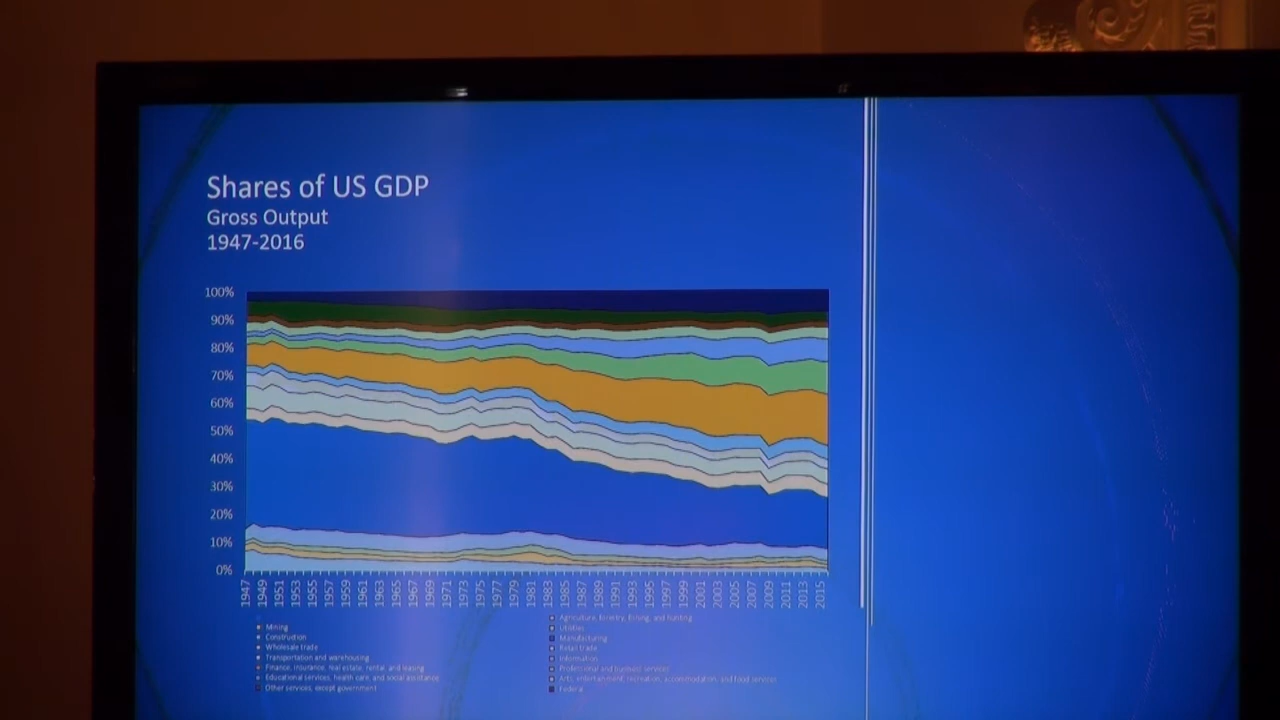 Shares of US GDP
Gross Output
1947-2016
100%
90%
80%
70%
60%
50%
40%
30%
20%
10%
0%
1947 1949 1951 1953 1955 1957 1959 1961 1963 1965 1967 1969 1971 1973 1975 1977 1979 1981 1983 1985 1987 1989 1991 1993 1995 1997 1999 2001 2003 2005 2007 2009 2011 2013 2015
Agriculture, forestry, fishing, and hunting
Mining
Utilities
Construction
Manufacturing
Wholesale trade
Retail trade
Transportation and warehousing
Information
Finance, insurance, real estate, rental, and leasing
Professional and business services
Educational services, health care, and social assistance
Arts, entertainment, recreation, accommodation, and food services
Other services, except government
Federal